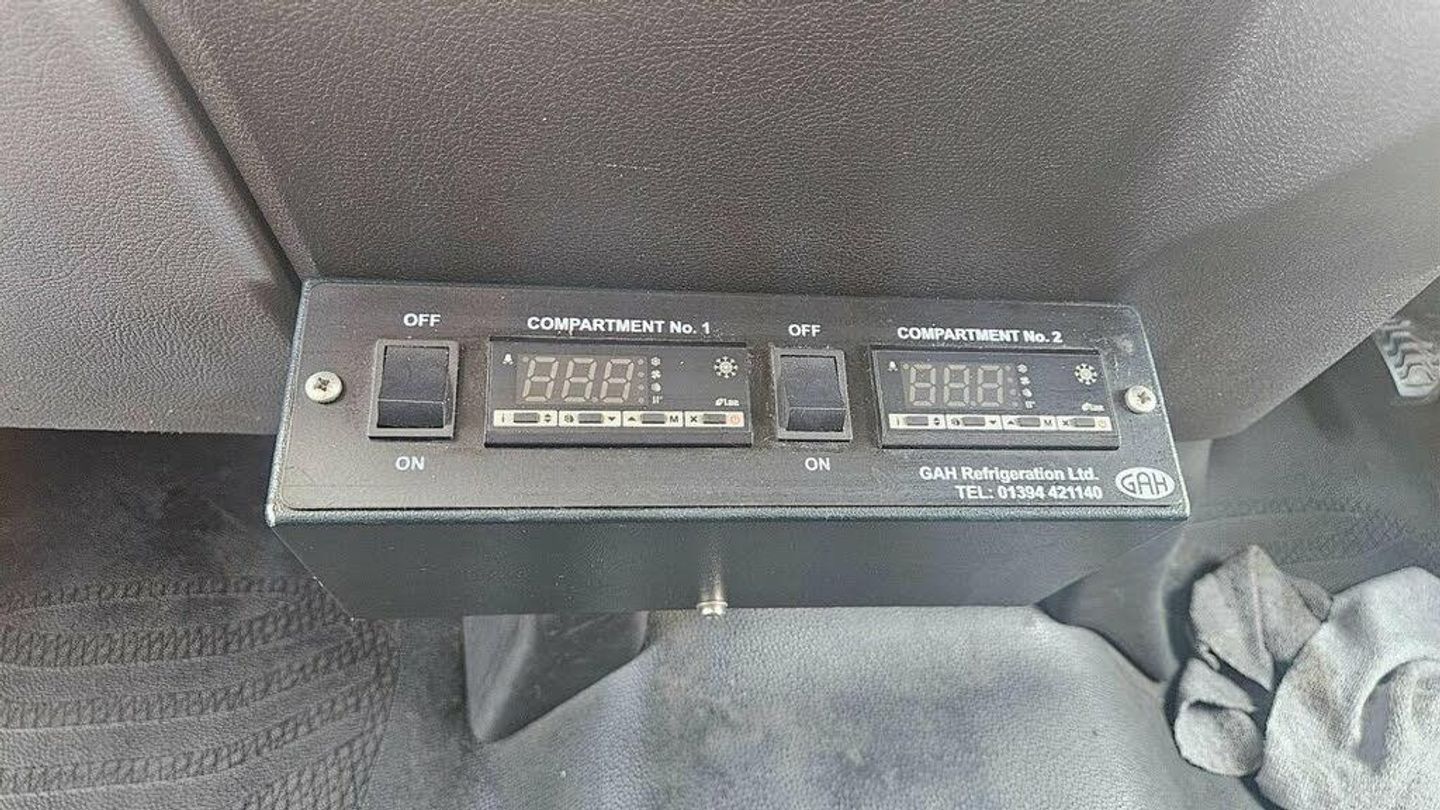 OFF
COMPARTMENT No. 1
OFF
COMPARTMENT No. 2
888
888
i M X
i M X
ON
ON
GAH Refrigeration Ltd.
TEL: 01394 421140
GAH